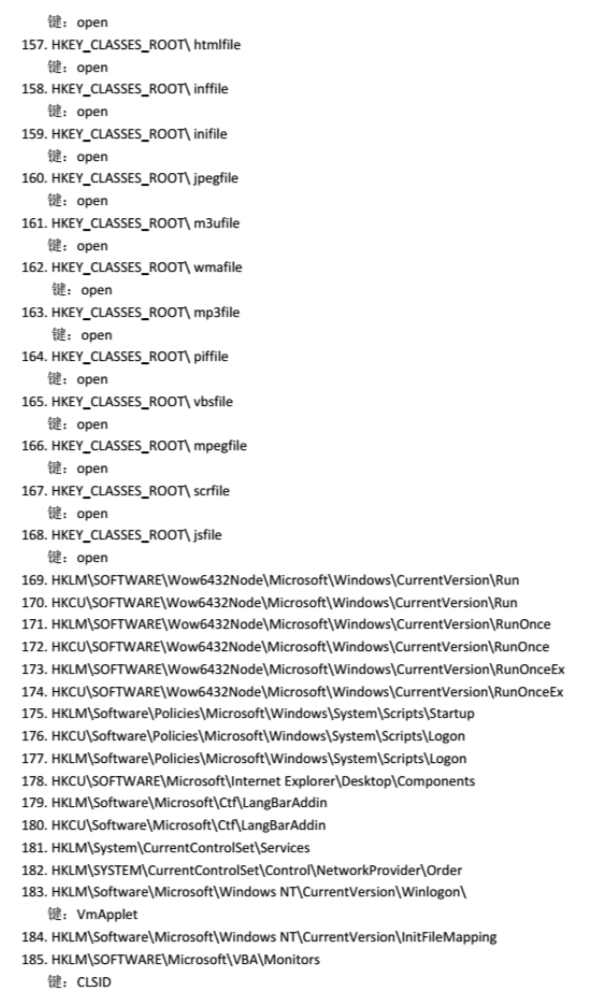 键：open
157. HKEY_CLASSES_ROOT\ htmlfile
键：open
158. HKEY_CLASSES_ROOT\ inffile
键：open
159. HKEY_CLASSES_ROOT\ inifile
键：open
160. HKEY_CLASSES_ROOT\ jpegfile
键：open
161. HKEY_CLASSES_ROOT\ m3ufile
键：open
162. HKEY_CLASSES_ROOT\ wmafile
键：open
163. HKEY_CLASSES_ROOT\ mp3file
键：open
164. HKEY_CLASSES_ROOT\ piffile
键：open
165. HKEY_CLASSES_ROOT\ vbsfile
键：open
166. HKEY_CLASSES_ROOT\ mpegfile
键：open
167. HKEY_CLASSES_ROOT\ scrfile
键：open
168. HKEY_CLASSES_ROOT\ jsfile
键：open
169. HKLM\SOFTWARE\Wow6432Node\Microsoft\Windows\CurrentVersion\Run
170. HKCU\SOFTWARE\Wow6432Node\Microsoft\Windows\CurrentVersion\Run
171. HKLM\SOFTWARE\Wow6432Node\Microsoft\Windows\CurrentVersion\RunOnce
172. HKCU\SOFTWARE\Wow6432Node\Microsoft\Windows\CurrentVersion\RunOnce
173. HKLM\SOFTWARE\Wow6432Node\Microsoft\Windows\CurrentVersion\RunOnceEx
174. HKCU\SOFTWARE\Wow6432Node\Microsoft\Windows\CurrentVersion\RunOnceEx
175. HKLM\Software\Policies\Microsoft\Windows\System\Scripts\Startup
176. HKCU\Software\Policies\Microsoft\Windows\System\Scripts\Logon
177. HKLM\Software\Policies\Microsoft\Windows\System\Scripts\Logon
178. HKCU\SOFTWARE\Microsoft\Internet Explorer\Desktop\Components
179. HKLM\Software\Microsoft\Ctf\LangBarAddin
180. HKCU\Software\Microsoft\Ctf\LangBarAddin
181. HKLM\System\CurrentControlSet\Services
182. HKLM\SYSTEM\CurrentControlSet\Control\NetworkProvider\Order
183. HKLM\Software\Microsoft\Windows NT\CurrentVersion\Winlogon\
键：VmApplet
184. HKLM\Software\Microsoft\Windows NT\CurrentVersion\InitFileMapping
185. HKLM\SOFTWARE\Microsoft\VBA\Monitors
键：CLSID